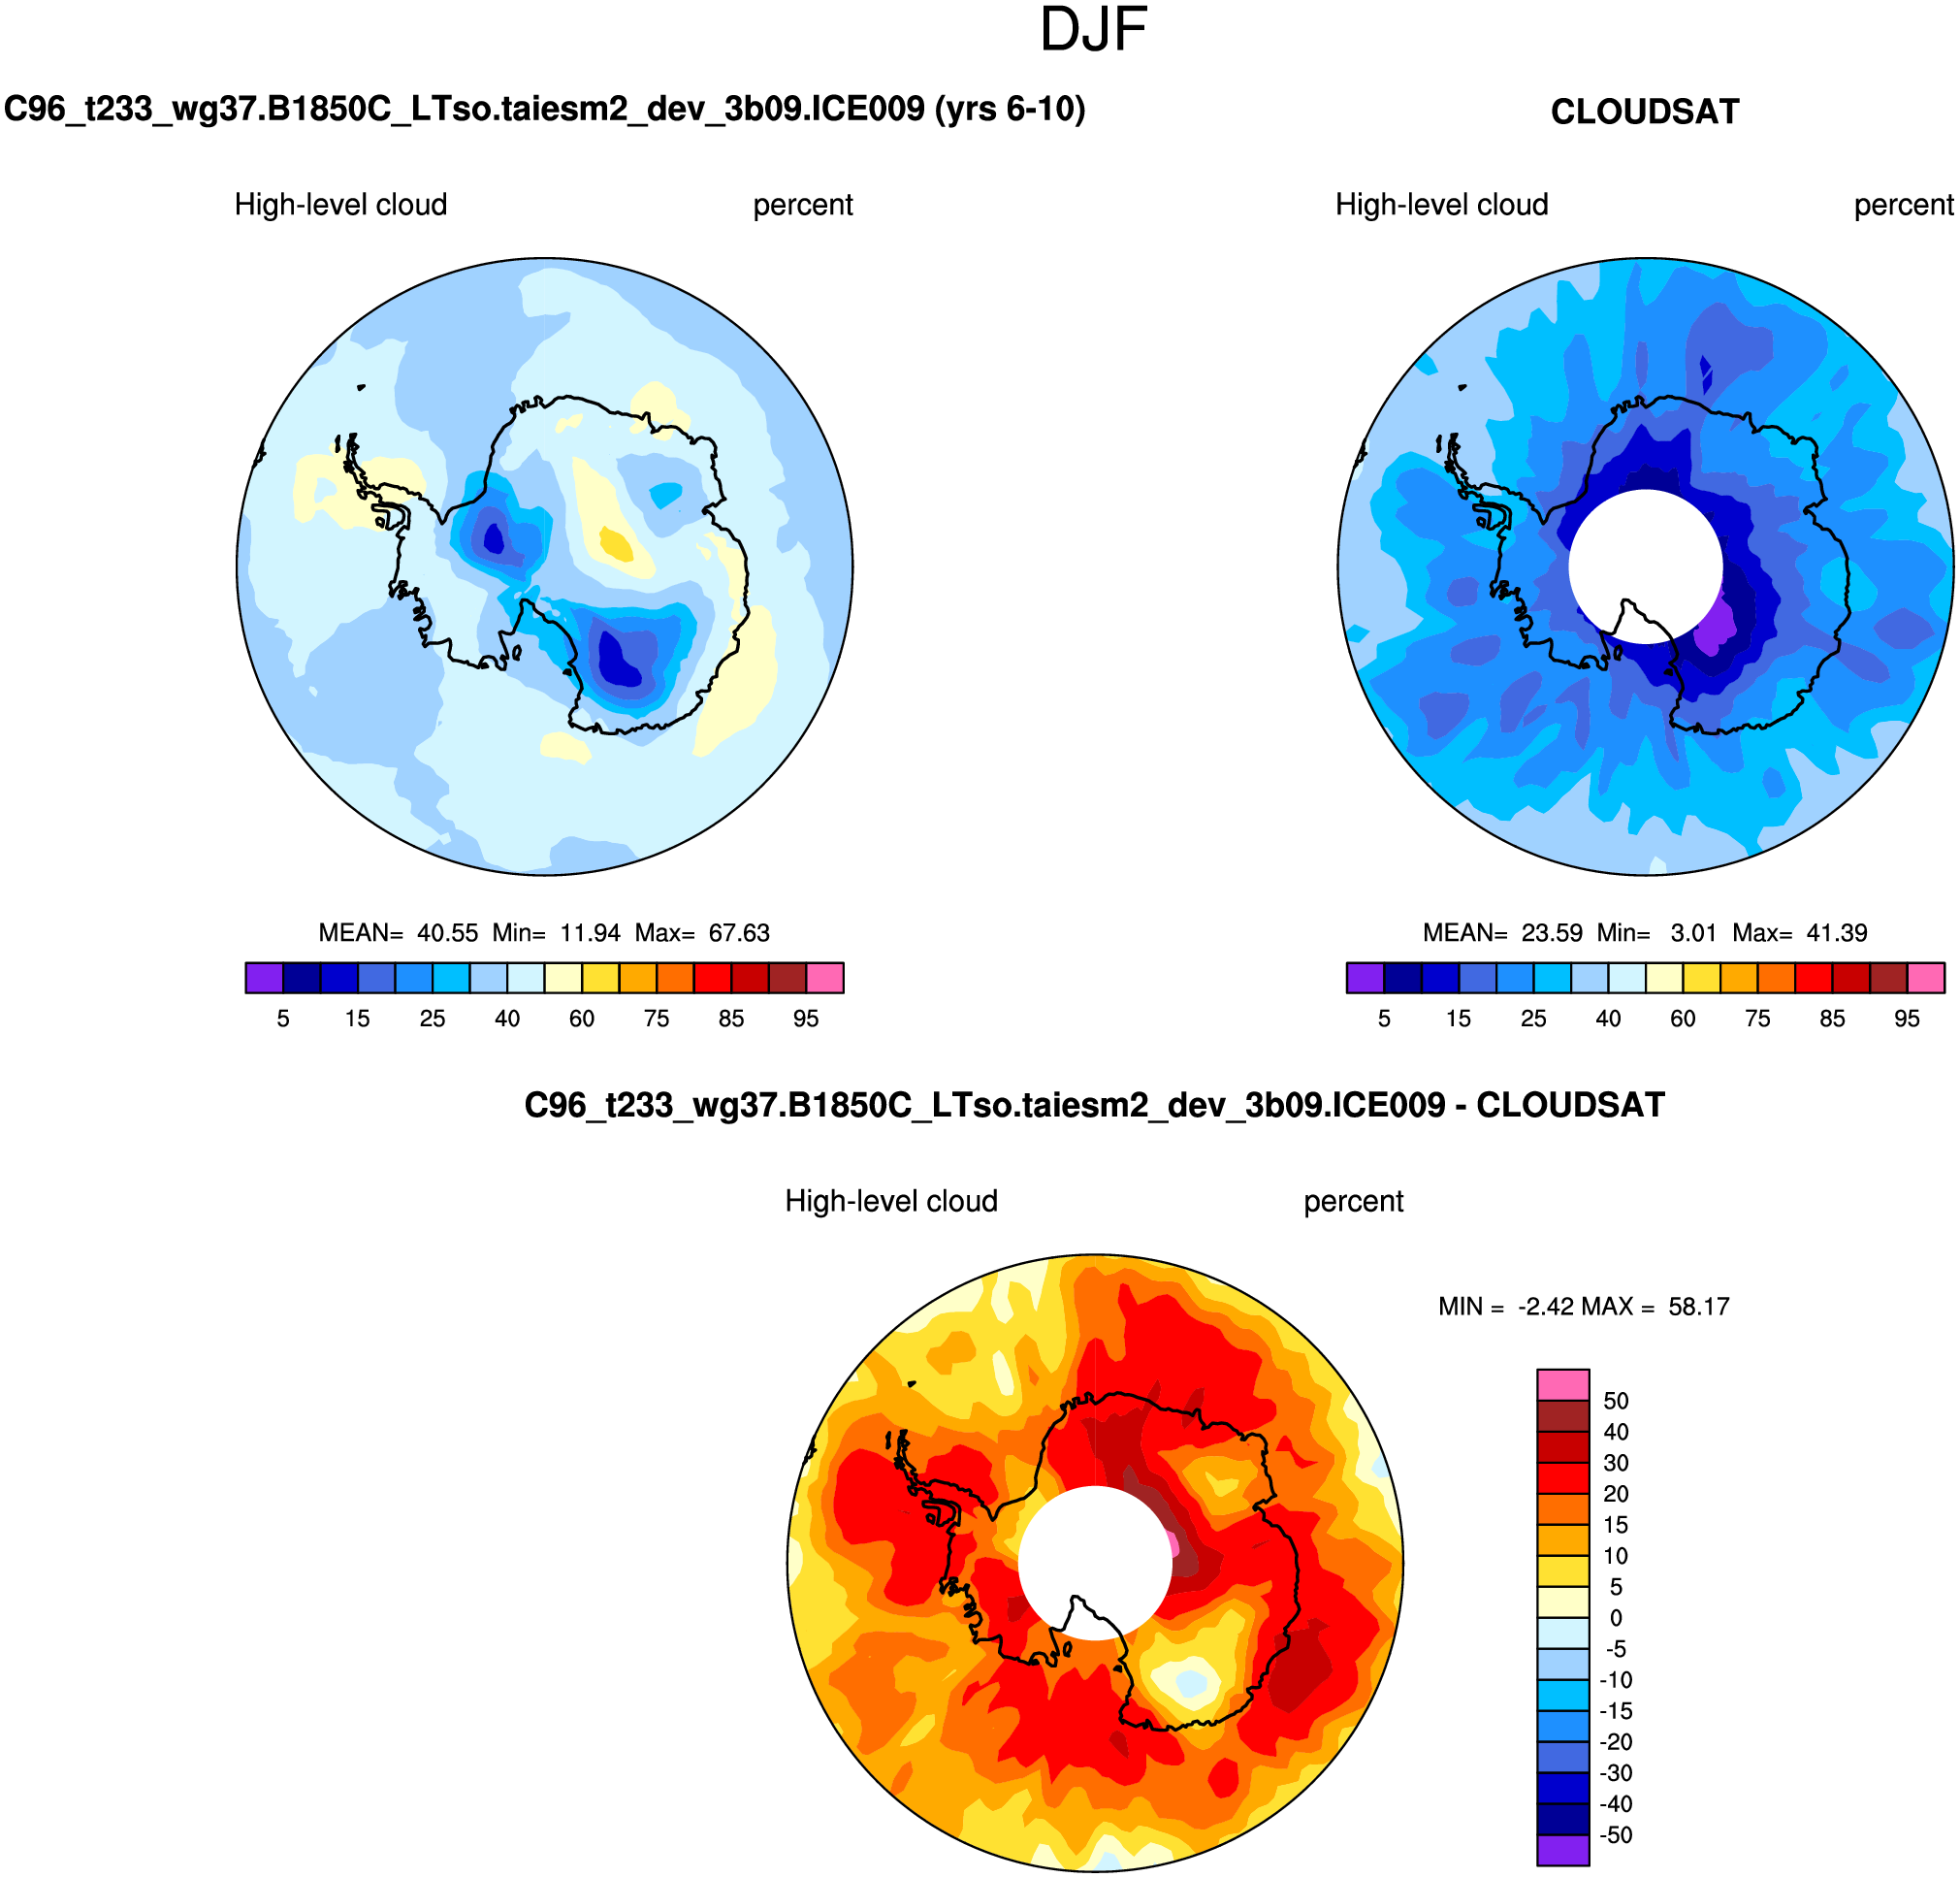 DJF
C96_t233_wg37.B1850C_LTso.taiesm2_dev_3b09.ICE009 (yrs 6-10)
CLOUDSAT
High-level cloud percent
High-level cloud percent
MEAN= 40.55 Min= 11.94 Max= 67.63
MEAN= 23.59 Min= 3.01 Max= 41.39
5 15 25 40 60 75 85 95
5 15 25 40 60 75 85 95
C96_t233_wg37.B1850C_LTso.taiesm2_dev_3b09.ICE009 - CLOUDSAT
High-level cloud percent
MIN = -2.42 MAX = 58.17
50
40
30
20
15
10
5
0
-5
-10
-15
-20
-30
-40
-50